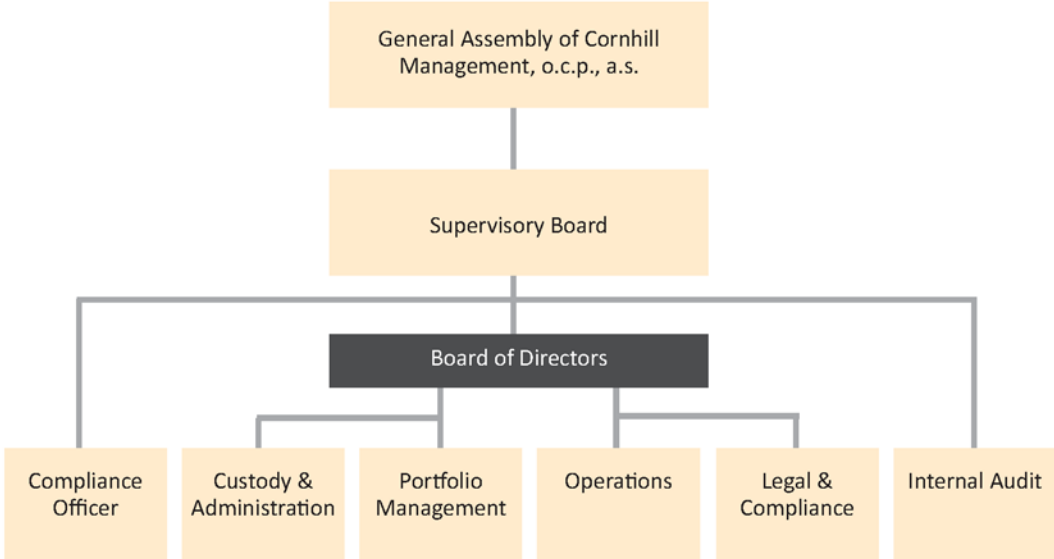 General Assembly of Cornhill
Management, o.c.p., a.s.
Supervisory Board
Board of Directors
Compliance
Officer
Custody &
Administration
Portfolio
Management
Operations
Legal &
Compliance
Internal Audit